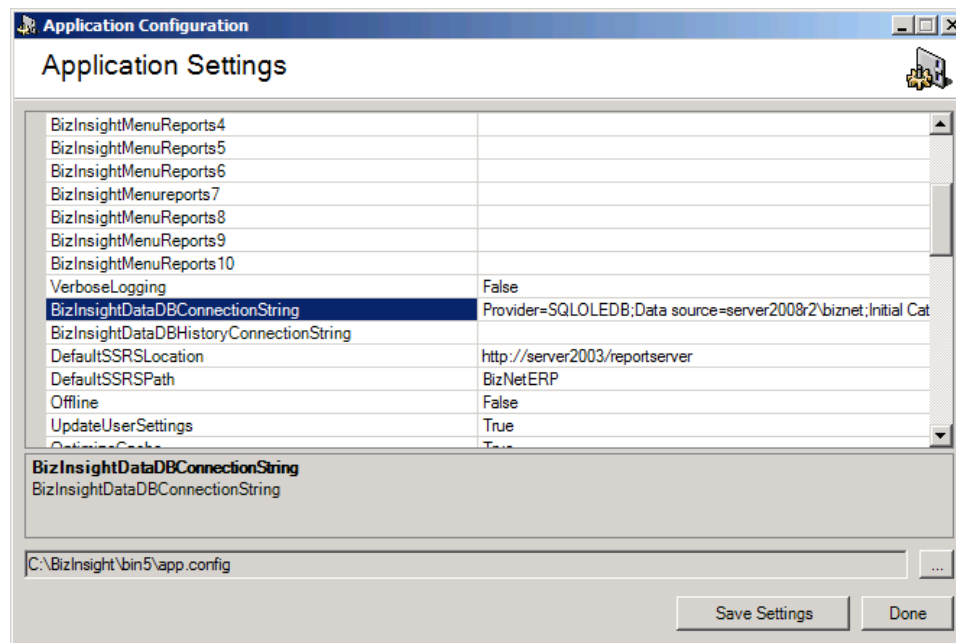 Application Configuration
Application Settings
BizInsightMenuReports4
BizInsightMenuReports5
BizInsightMenuReports6
BizInsightMenureports7
BizInsightMenuReports8
BizInsightMenuReports9
BizInsightMenuReports10
VerboseLogging False
BizInsightDataDBConnectionString Provider=SQLOLEDB;Data source=server2008r2\biznet;Initial Cat
BizInsightDataDBHistoryConnectionString
DefaultSSRSLocation http://server2003/reportserver
DefaultSSRSPath BizNetERP
Offline False
UpdateUserSettings True
OptimizeCache True
BizInsightDataDBConnectionString
BizInsightDataDBConnectionString
C:\BizInsight\bin5\app.config
...
Save Settings Done